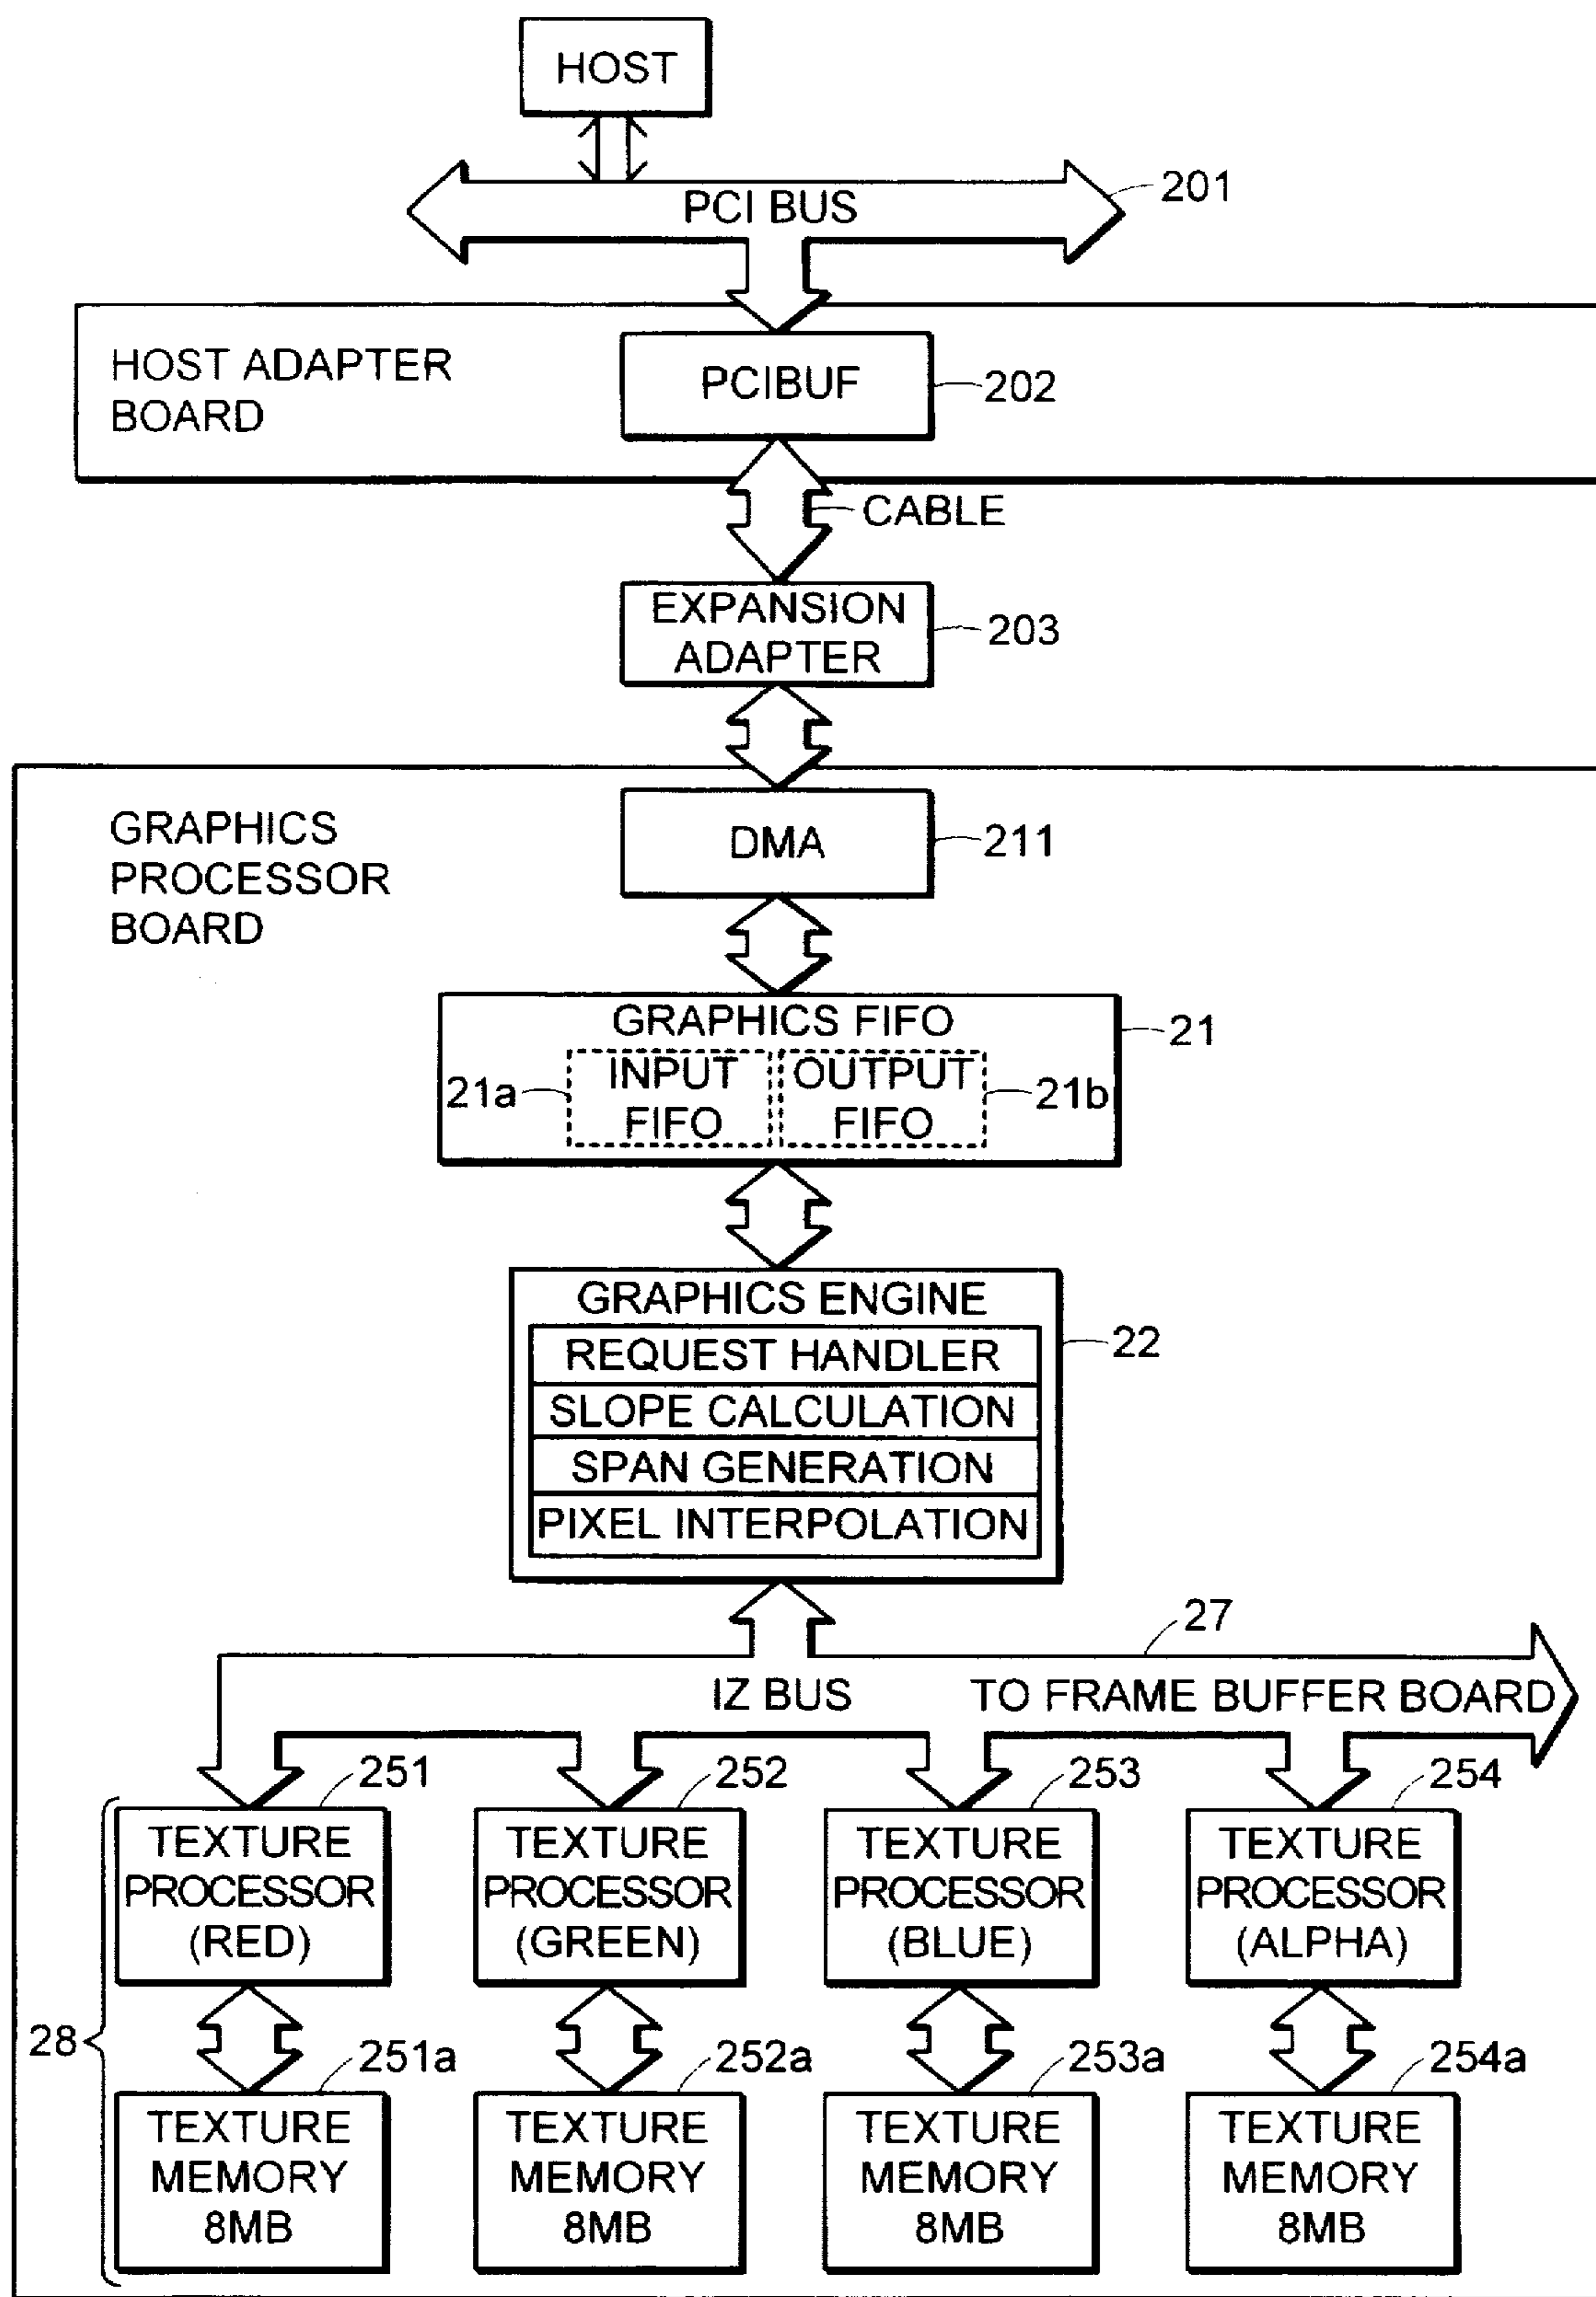 HOST
PCI BUS
201
HOST ADAPTER
BOARD
PCIBUF
202
CABLE
EXPANSION
ADAPTER
203
GRAPHICS
PROCESSOR
BOARD
DMA
211
GRAPHICS FIFO
21
21a
INPUT
FIFO
OUTPUT
FIFO
21b
GRAPHICS ENGINE
REQUEST HANDLER
SLOPE CALCULATION
SPAN GENERATION
PIXEL INTERPOLATION
22
27
IZ BUS
TO FRAME BUFFER BOARD
251
252
253
254
TEXTURE
PROCESSOR
(RED)
TEXTURE
PROCESSOR
(GREEN)
TEXTURE
PROCESSOR
(BLUE)
TEXTURE
PROCESSOR
(ALPHA)
28
251a
252a
253a
254a
TEXTURE
MEMORY
8MB
TEXTURE
MEMORY
8MB
TEXTURE
MEMORY
8MB
TEXTURE
MEMORY
8MB